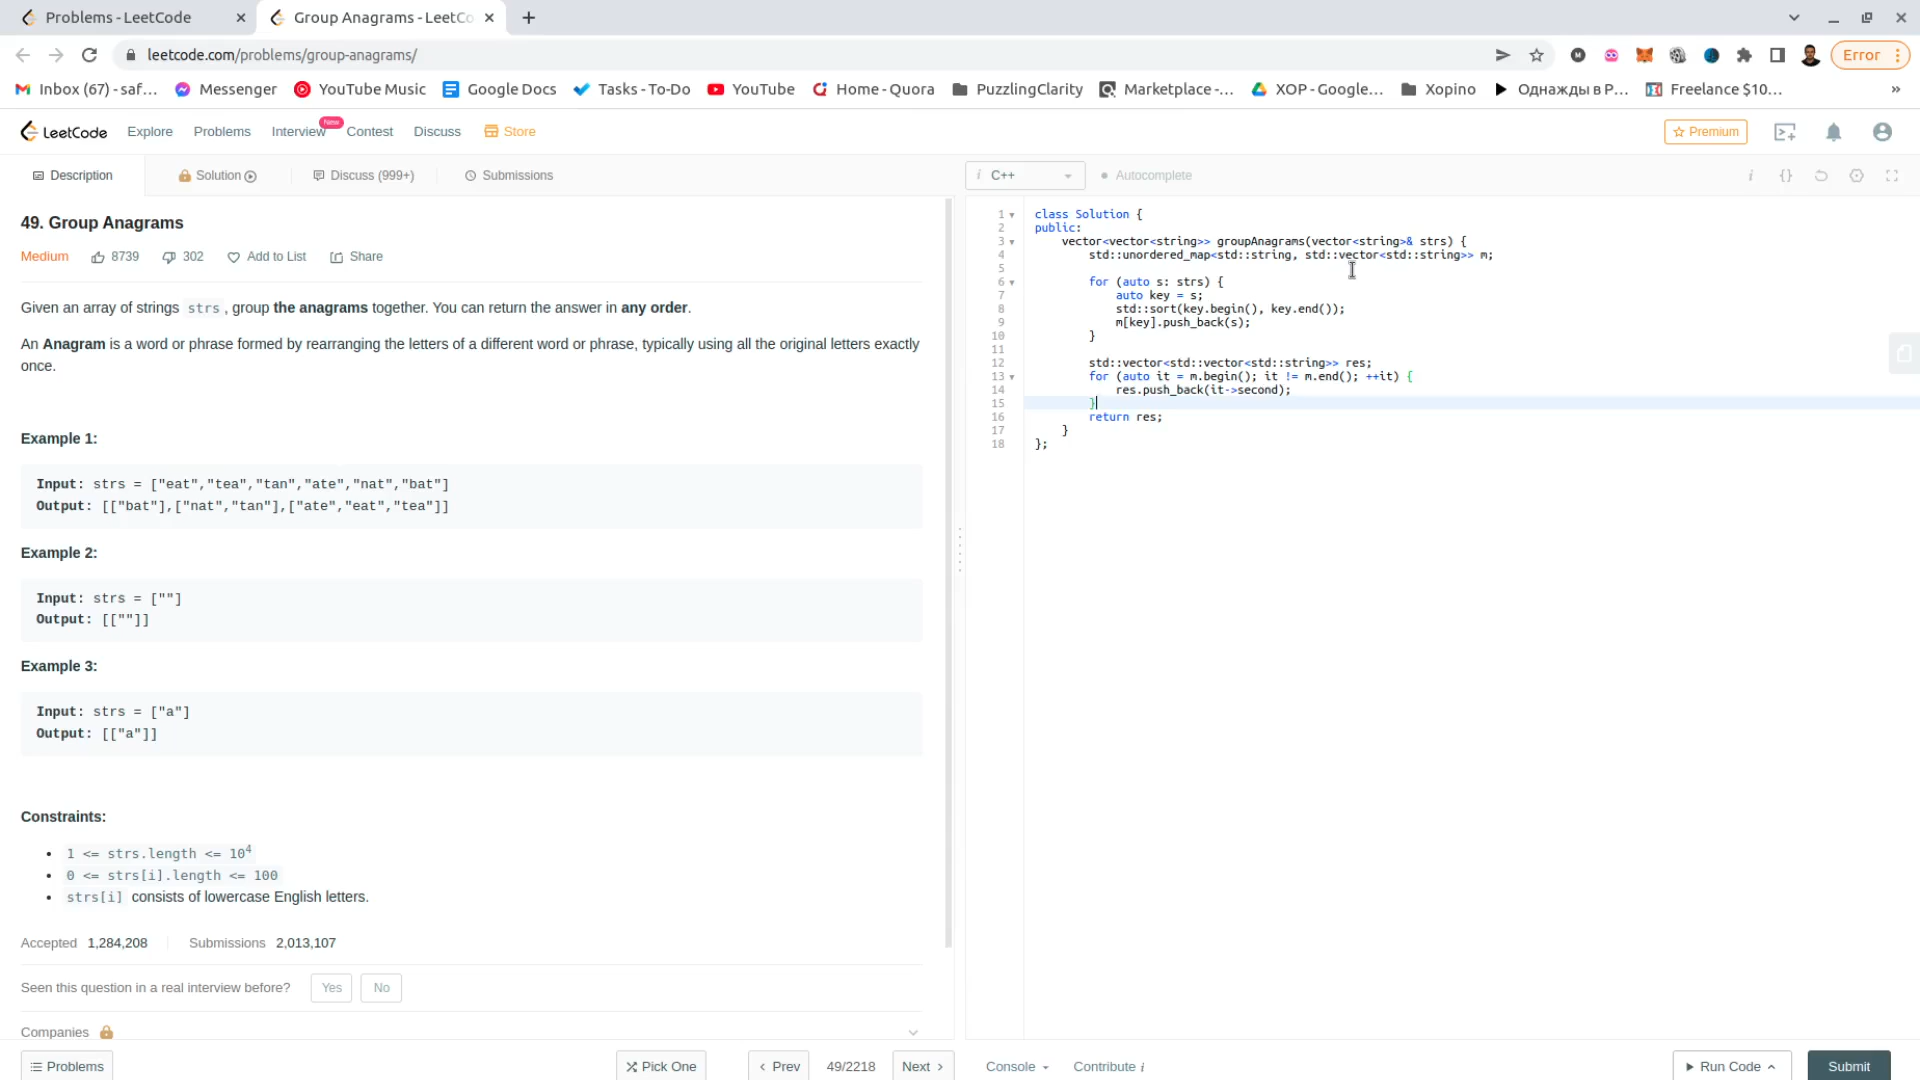 Problems - LeetCode
Group Anagrams - LeetCo
leetcode.com/problems/group-anagrams/
Error
Inbox (67) - saf...
Messenger
YouTube Music
Google Docs
Tasks - To-Do
YouTube
Home - Quora
PuzzlingClarity
Marketplace -...
XOP - Google...
Xopino
Однажды в Р...
Freelance $10...
»
LeetCode
Explore
Problems
Interview
New
Contest
Discuss
Store
Premium
Description
Solution
Discuss (999+)
Submissions
i C++
Autocomplete
i {}
49. Group Anagrams
Medium
8739
302
Add to List
Share
Given an array of strings strs, group the anagrams together. You can return the answer in any order.
An Anagram is a word or phrase formed by rearranging the letters of a different word or phrase, typically using all the original letters exactly
once.
Example 1:
Input: strs = ["eat","tea","tan","ate","nat","bat"]
Output: [["bat"],["nat","tan"],["ate","eat","tea"]]
Example 2:
Input: strs = [""]
Output: [[""]]
Example 3:
Input: strs = ["a"]
Output: [["a"]]
Constraints:
• 1 <= strs.length <= 10⁴
• 0 <= strs[i].length <= 100
• strs[i] consists of lowercase English letters.
Accepted 1,284,208
Submissions 2,013,107
Seen this question in a real interview before?
Yes
No
Companies
Problems
Pick One
< Prev
49/2218
Next >
1 class Solution {
2 public:
3     vector<vector<string>> groupAnagrams(vector<string>& strs) {
4         std::unordered_map<std::string, std::vector<std::string>> m;
5
6         for (auto s: strs) {
7             auto key = s;
8             std::sort(key.begin(), key.end());
9             m[key].push_back(s);
10         }
11
12         std::vector<std::vector<std::string>> res;
13         for (auto it = m.begin(); it != m.end(); ++it) {
14             res.push_back(it->second);
15         }
16         return res;
17     }
18 };
Console
Contribute i
Run Code
Submit